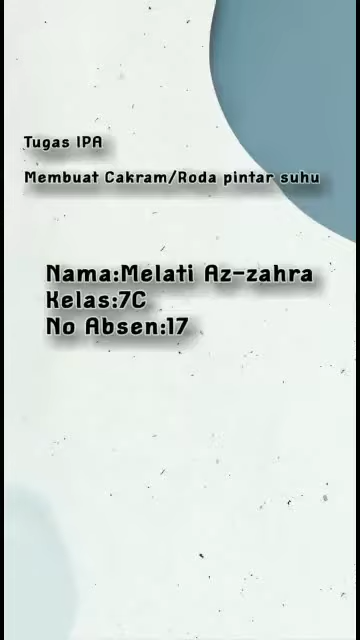 Tugas IPA
Membuat Cakram/Roda pintar suhu
Nama:Melati Az-zahra
Kelas:7C
No Absen:17